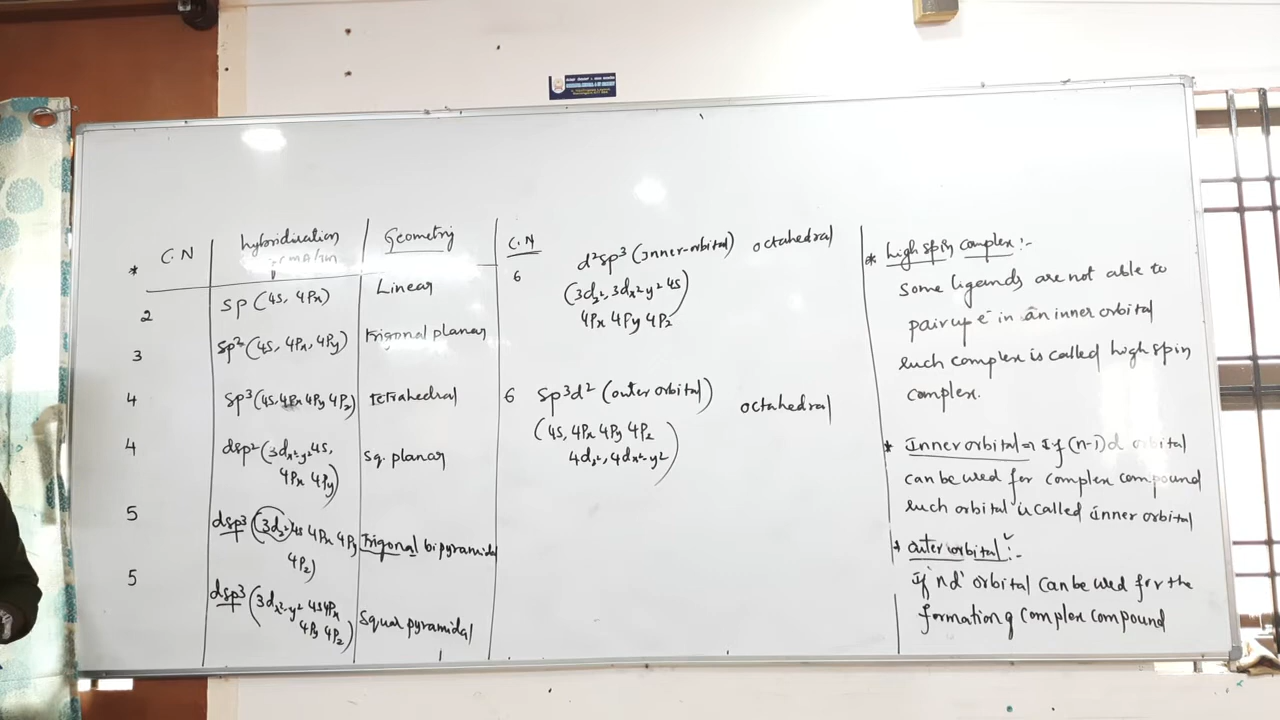 C.N
hybridisation
Geometry
*
2
sp (4s, 4Px)
Linear
3
sp² (4s, 4Px, 4Py)
trigonal planar
4
sp³ (4s, 4Px 4Py 4Pz)
tetrahedral
4
dsp² (3dx²-y² 4s,
4Px 4Py)
Sq. planar
5
dsp³ (3dz²) 4s 4Px 4Py
4Pz)
Trigonal bipyramidal
5
dsp³ (3dx²-y² 4s 4Px
4Py 4Pz)
Squar pyramidal
C.N
6
d²sp³ (inner-orbital) octahedral
(3dz², 3dx²-y² 4s
4Px 4Py 4Pz)
6 sp³d² (outer orbital)
octahedral
(4s, 4Px 4Py 4Pz
4dz², 4dx²-y²)
* high spin complex :-
Some ligands are not able to
pair up e⁻ in an inner orbital
such complex is called high spin
complex.
* Inner orbital = If (n-1)d orbital
can be used for complex compound
such orbital is called inner orbital
* outer orbital :-
If 'nd' orbital can be used for the
formation of complex compound